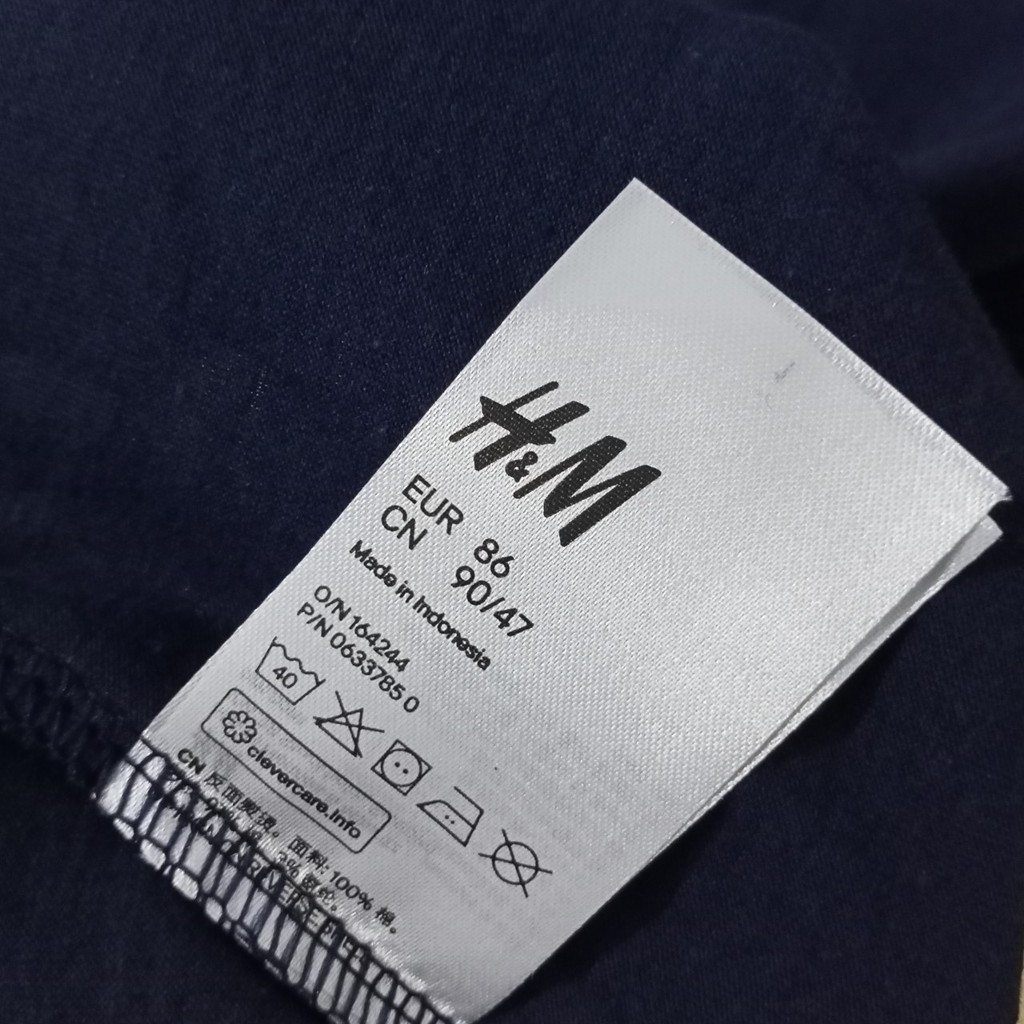 H&M
EUR 86
CN 90/47
Made in Indonesia
O/N 164244
P/N 0633785 0
40
clevercare.info
CN 反面熨烫。面料: 100% 棉。